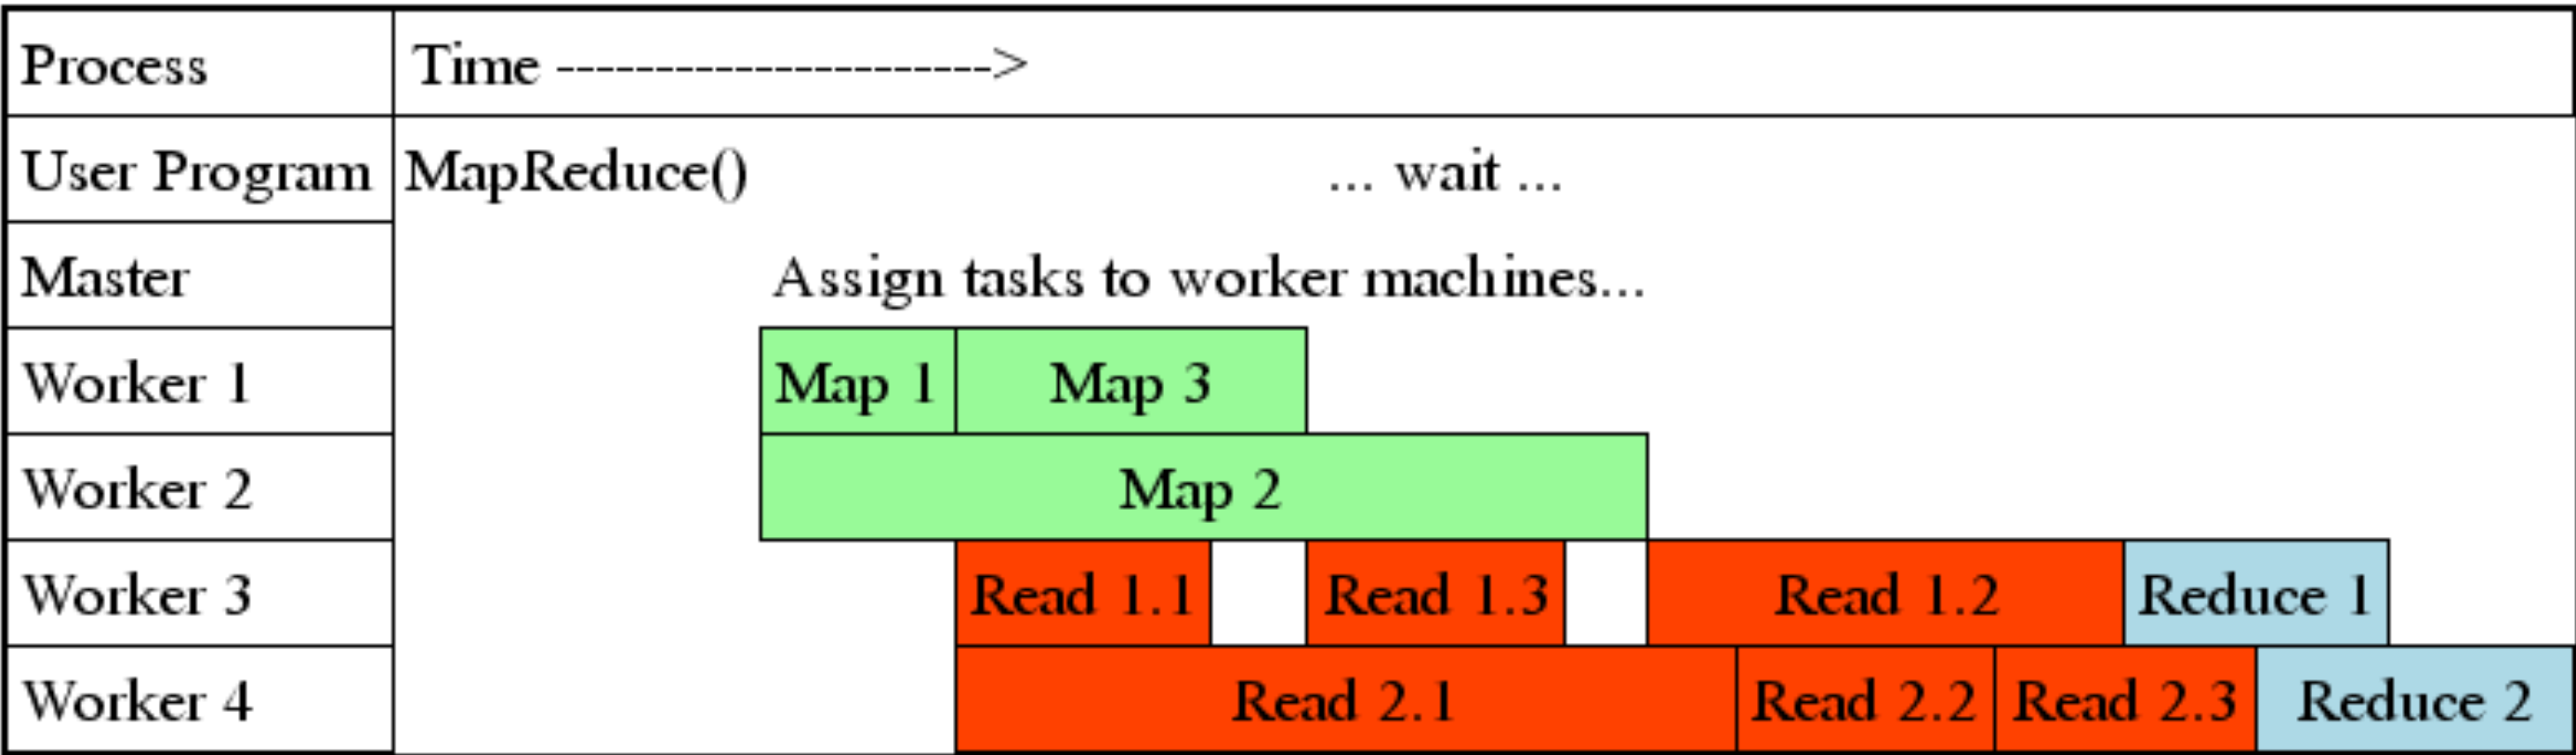 Process Time ---------------------->
User Program MapReduce() ... wait ...
Master Assign tasks to worker machines...
Worker 1 Map 1 Map 3
Worker 2 Map 2
Worker 3 Read 1.1 Read 1.3 Read 1.2 Reduce 1
Worker 4 Read 2.1 Read 2.2 Read 2.3 Reduce 2